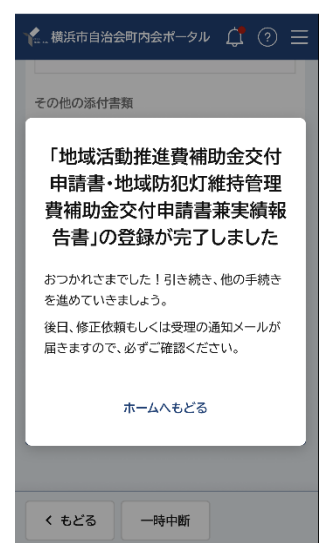 横浜市自治会町内会ポータル
その他の添付書類
「地域活動推進費補助金交付
申請書・地域防犯灯維持管理
費補助金交付申請書兼実績報
告書」の登録が完了しました
おつかれさまでした！引き続き、他の手続き
を進めていきましょう。
後日、修正依頼もしくは受理の通知メールが
届きますので、必ずご確認ください。
ホームへもどる
もどる
一時中断